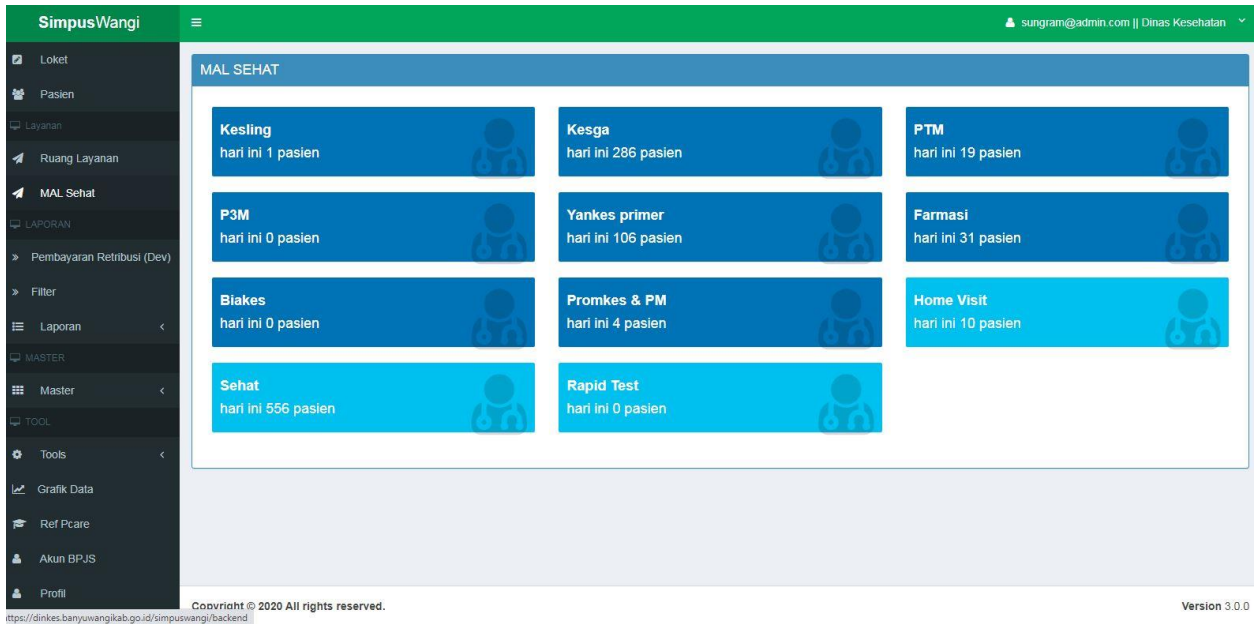 SimpusWangi
sungram@admin.com || Dinas Kesehatan
Loket
Pasien
Layanan
Ruang Layanan
MAL Sehat
LAPORAN
» Pembayaran Retribusi (Dev)
» Filter
Laporan
MASTER
Master
TOOL
Tools
Grafik Data
Ref Pcare
Akun BPJS
Profil
MAL SEHAT
Kesling
hari ini 1 pasien
Kesga
hari ini 286 pasien
PTM
hari ini 19 pasien
P3M
hari ini 0 pasien
Yankes primer
hari ini 106 pasien
Farmasi
hari ini 31 pasien
Biakes
hari ini 0 pasien
Promkes & PM
hari ini 4 pasien
Home Visit
hari ini 10 pasien
Sehat
hari ini 556 pasien
Rapid Test
hari ini 0 pasien
Copyright © 2020 All rights reserved.
Version 3.0.0
ttps://dinkes.banyuwangikab.go.id/simpuswangi/backend